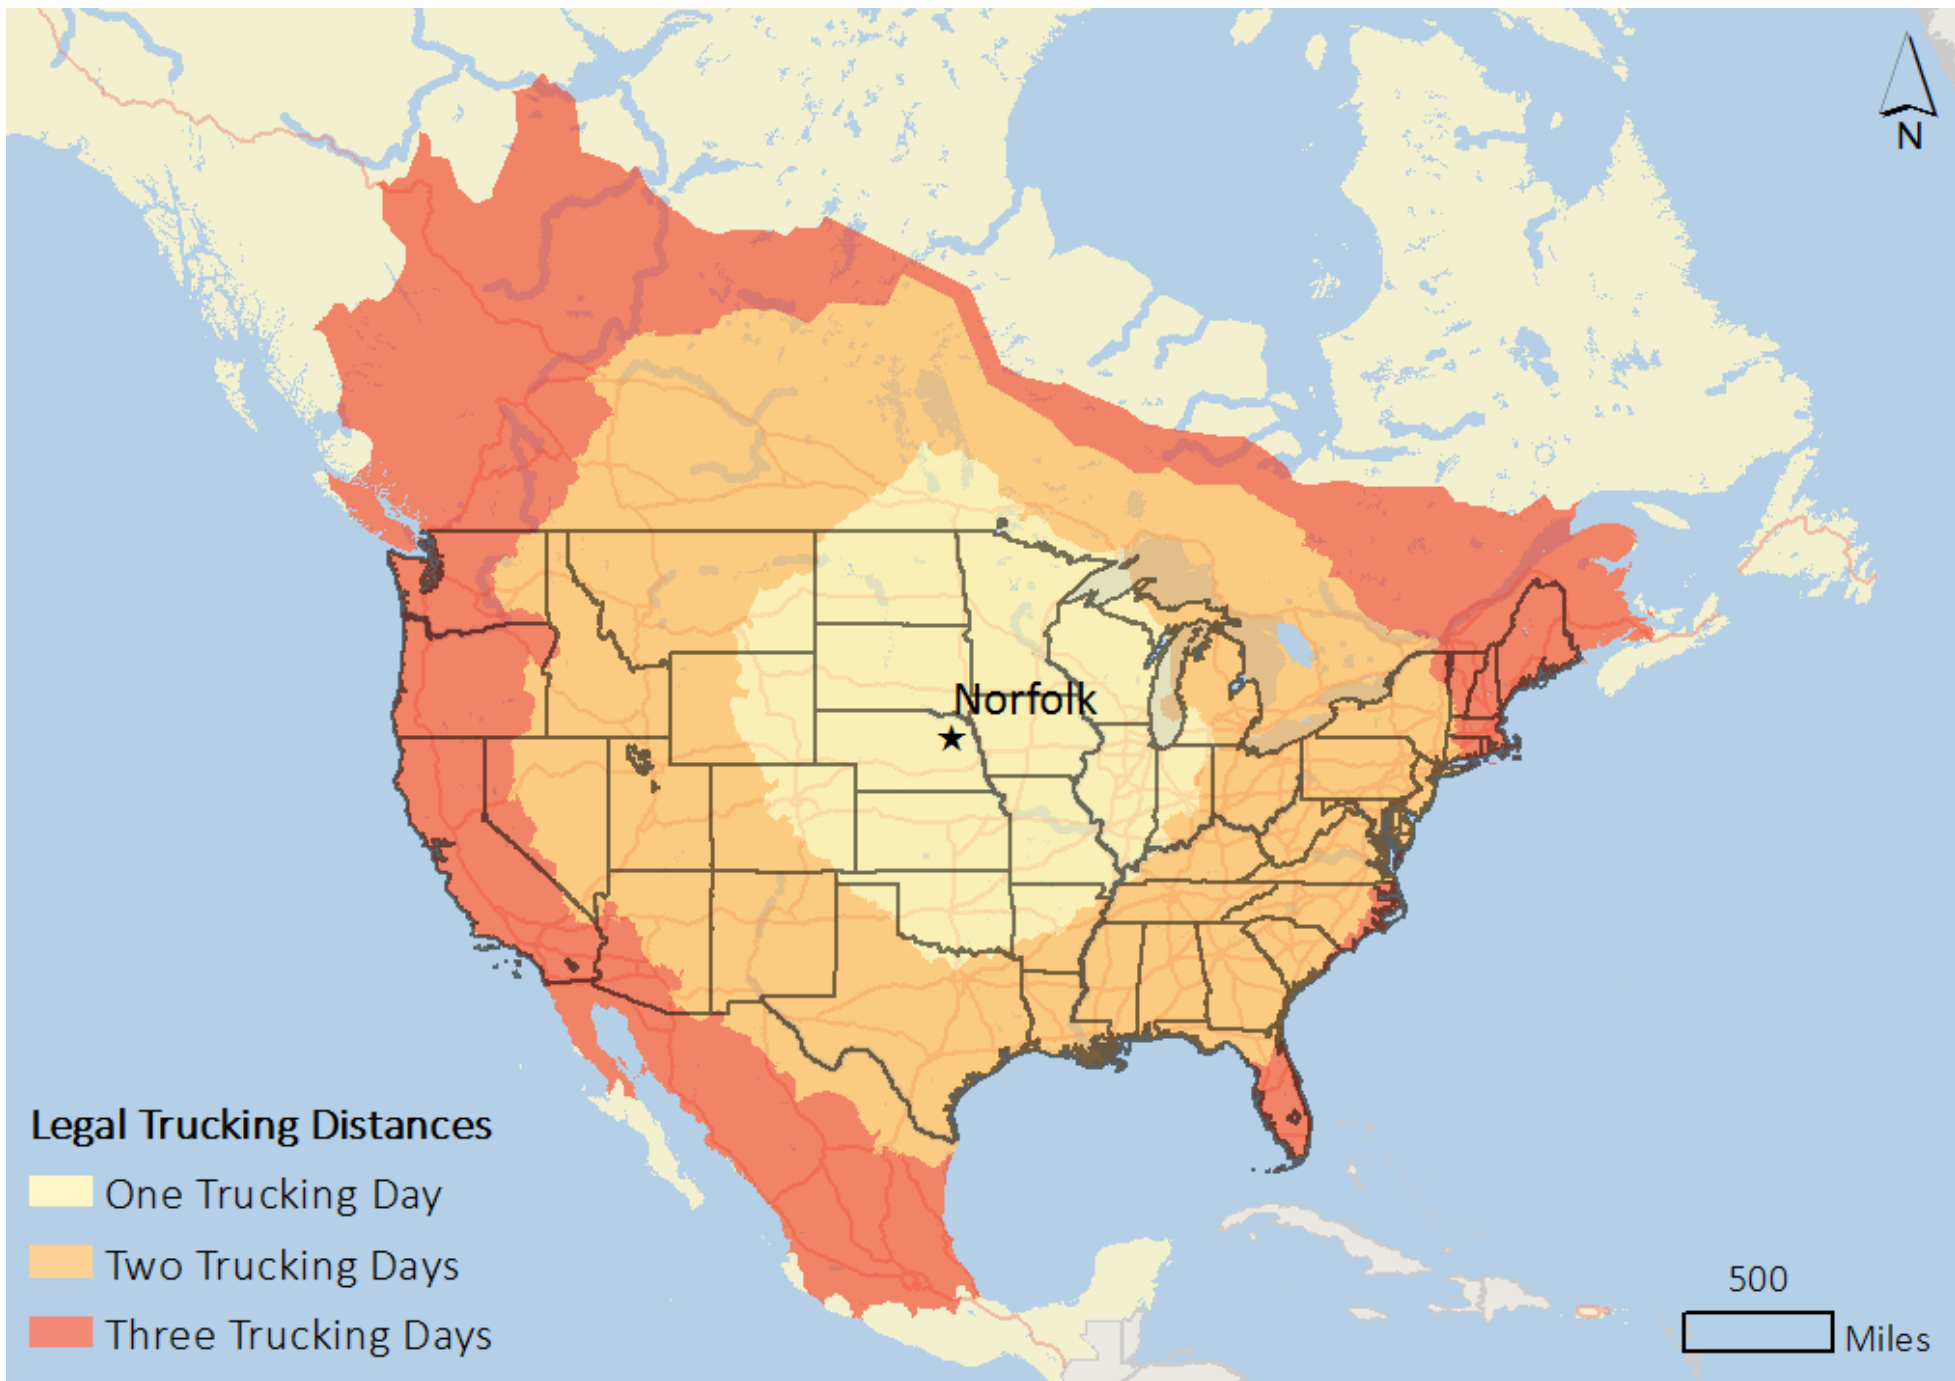 N
Norfolk
Legal Trucking Distances
One Trucking Day
Two Trucking Days
Three Trucking Days
500
Miles